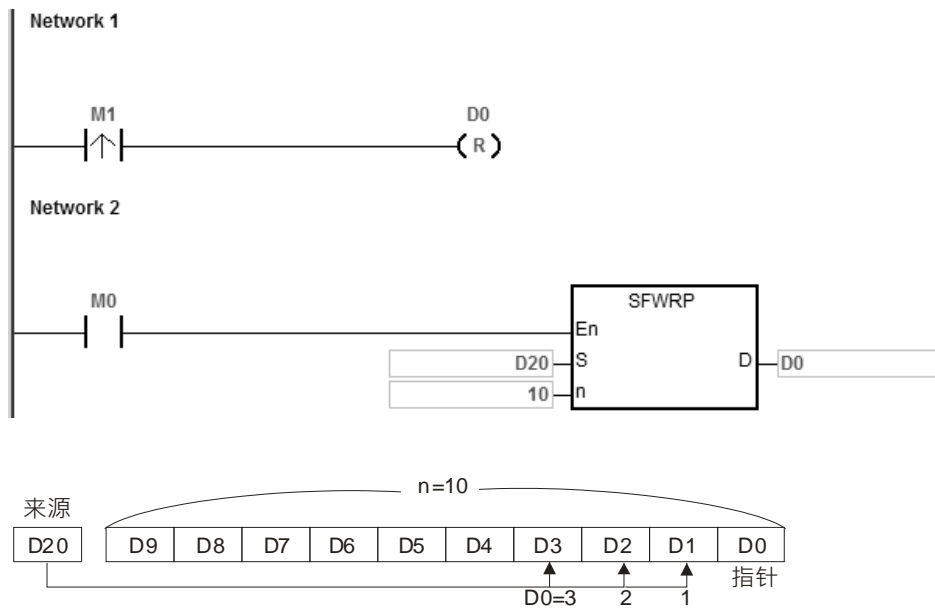 Network 1
M1
D0
R
Network 2
M0
SFWRP
En
D20 S D D0
10 n
n=10
来源
D20 D9 D8 D7 D6 D5 D4 D3 D2 D1 D0
指针
D0=3 2 1